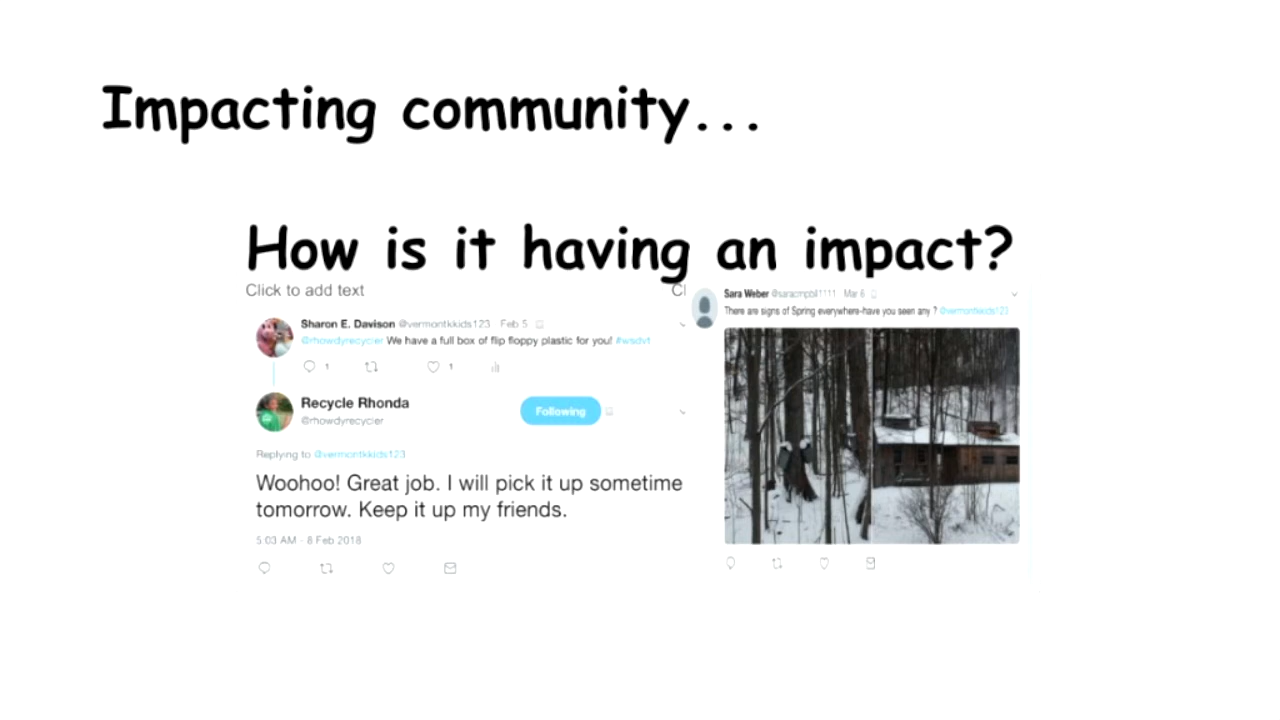 Impacting community...
How is it having an impact?
Click to add text
Cl
Sharon E. Davison @vermontkkids123 Feb 5
@rhowdyrecycler We have a full box of flip floppy plastic for you! #wsdvt
1 1
Recycle Rhonda
Following
@rhowdyrecycler
Replying to @vermontkkids123
Woohoo! Great job. I will pick it up sometime
tomorrow. Keep it up my friends.
5:03 AM - 8 Feb 2018
Sara Weber Mar 6
There are signs of Spring everywhere-have you seen any ? @vermontkkids123